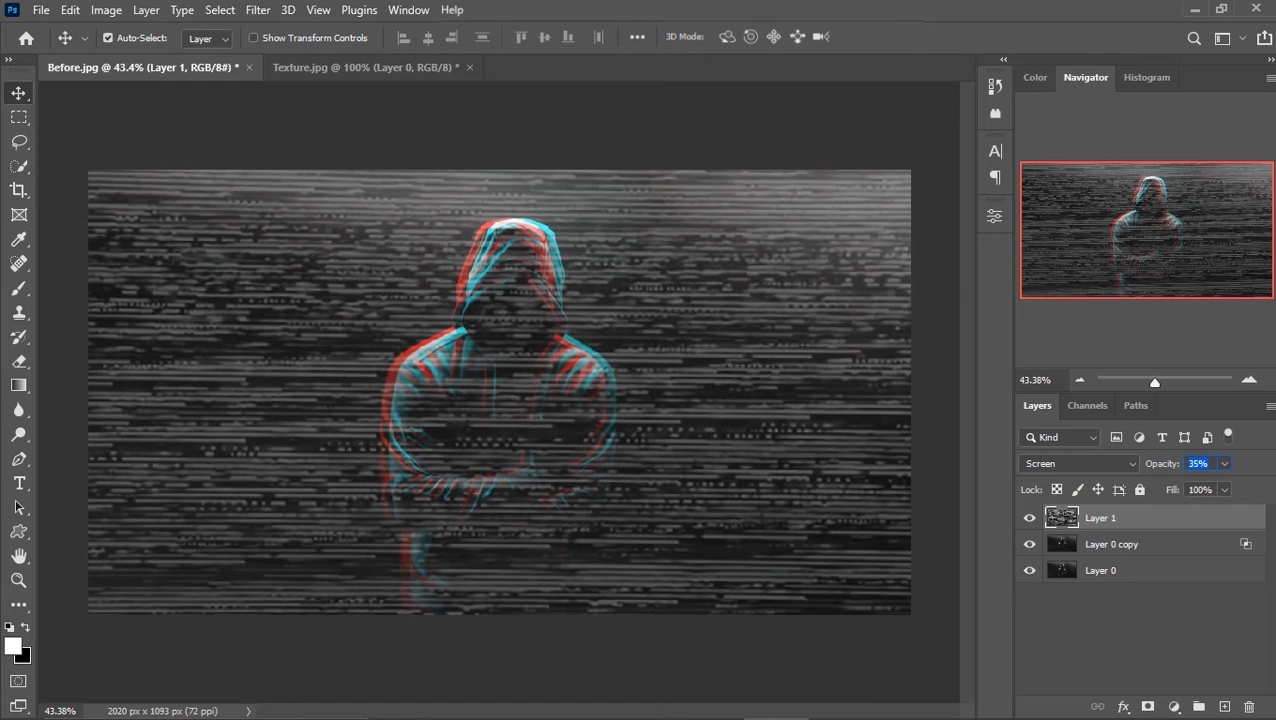 Ps File Edit Image Layer Type Select Filter 3D View Plugins Window Help
Auto-Select: Layer Show Transform Controls 3D Mode:
Before.jpg @ 43.4% (Layer 1, RGB/8#) * Texture.jpg @ 100% (Layer 0, RGB/8) *
Color Navigator Histogram
43.38%
Layers Channels Paths
Kind
Screen Opacity: 35%
Lock: Fill: 100%
Layer 1
Layer 0 copy
Layer 0
43.38% 2020 px x 1093 px (72 ppi)